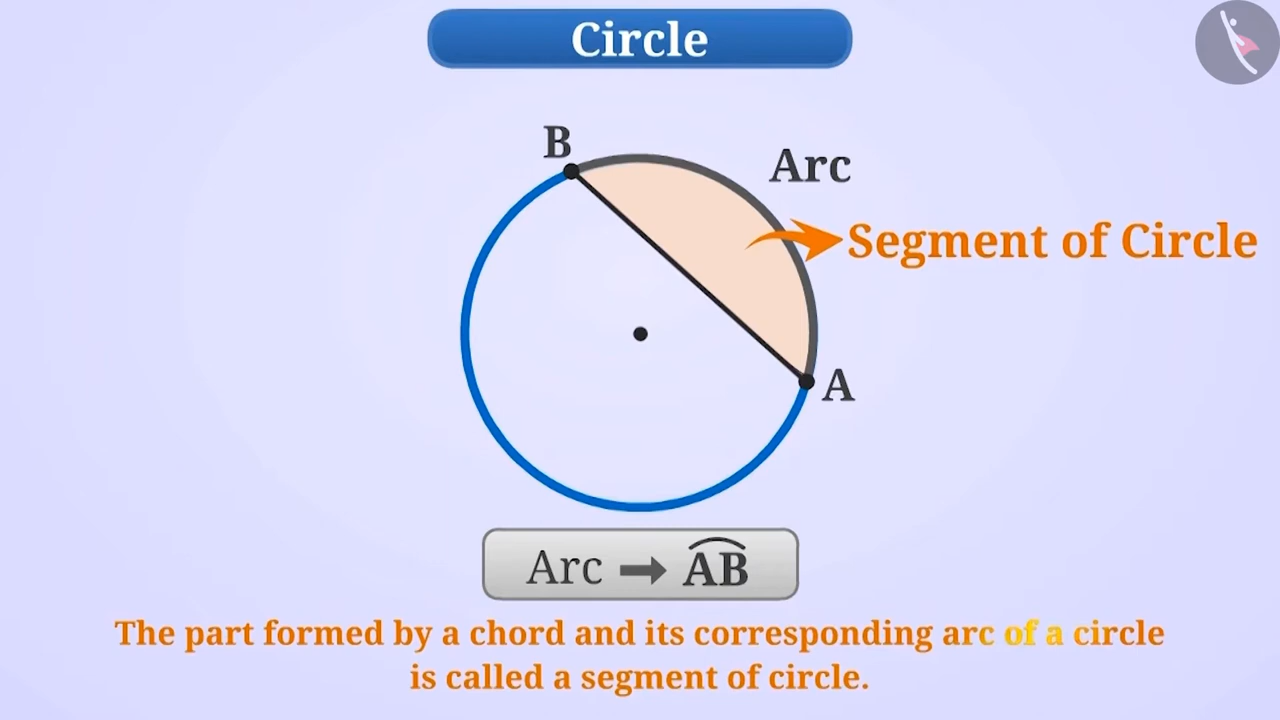 Circle
B
Arc
Segment of Circle
A
Arc ➡ A͡B
The part formed by a chord and its corresponding arc of a circle
is called a segment of circle.